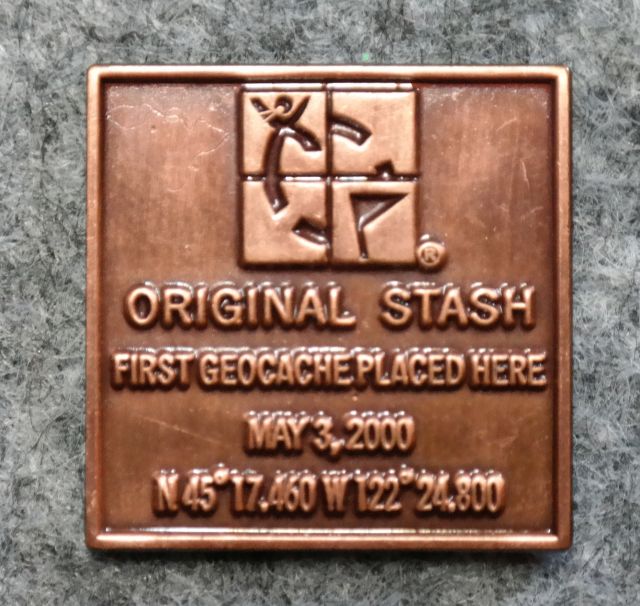 ®
ORIGINAL STASH
FIRST GEOCACHE PLACED HERE
MAY 3, 2000
N 45° 17.460 W 122° 24.800